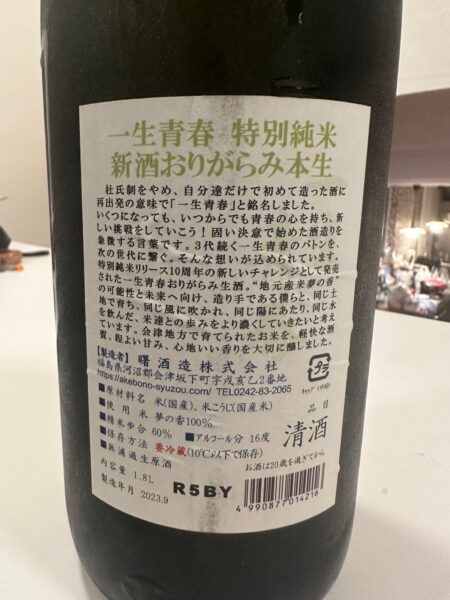 一生青春 特別純米
新酒おりがらみ本生
杜氏制をやめ、自分達だけで初めて造った酒に
再出発の意味で「一生青春」と銘名しました。
いくつになっても、いつからでも青春の心を持ち、新
しい挑戦をしていこう!固い決意で始めた酒造りを
象徴する言葉です。3代続く一生青春のバトンを、
次の世代に繋ぐ。そんな想いが込められています。
特別純米リリース10周年の新しいチャレンジとして発売
された一生青春おりがらみ生酒。“地元産米夢の香”
の可能性と未来へ向け、造り手である僕らと、同じ土
地で育ち、同じ風に吹かれ、同じ陽にあたり、同じ水
を飲んだ、米達との歩みをより濃くしていきたいと考え
ています。会津地方で育てられたお米を、軽快な酒
質、程よい甘み、心地いい香りを大切に醸しました。
【製造者】曙酒造株式会社
福島県河沼郡会津坂下町字戌亥乙2番地
https://akebono-syuzou.com/ TEL0242-83-2065
プラ
キャップ (中栓)
■原材料名 米(国産)、米こうじ(国産米)
■使用米 夢の香100%
■精米歩合 60% ■アルコール分 16度
■保存方法 要冷蔵(10℃以下で保存)
■無濾過生原酒
品目
清酒
内容量 1.8L
製造年月 2023.9
R5BY
お酒は20歳を過ぎてから
4990877014216